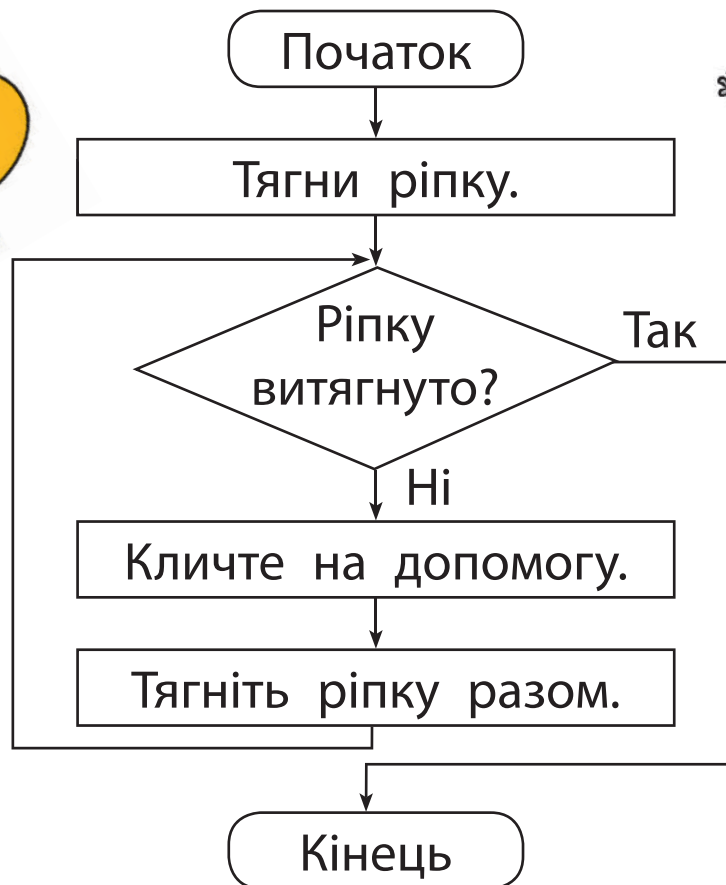 Початок
Тягни ріпку.
Ріпку
витягнуто?
Так
Ні
Кличте на допомогу.
Тягніть ріпку разом.
Кінець